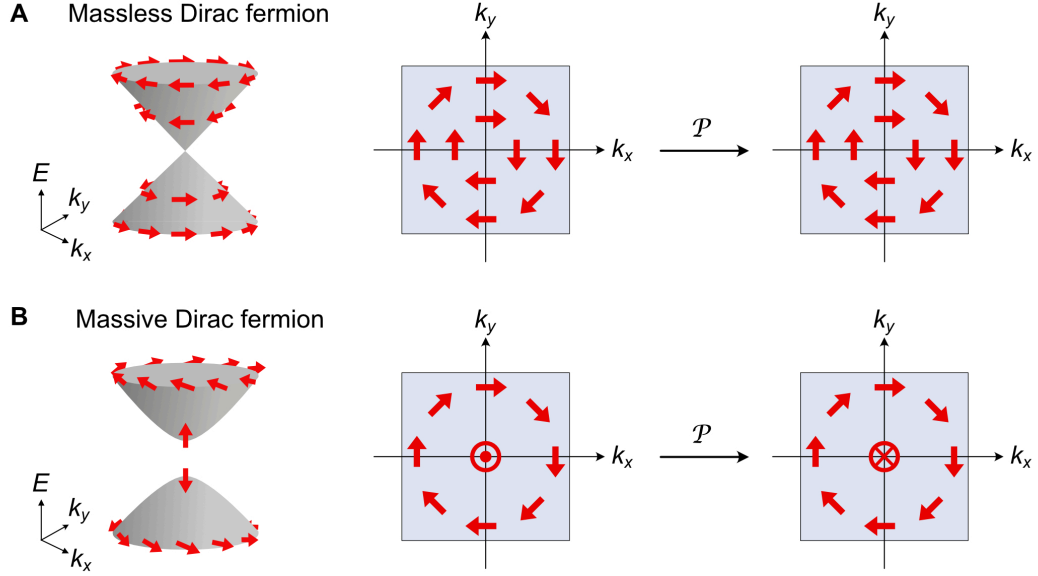 A Massless Dirac fermion
E
k_y
k_x
k_y
k_x
𝒫
k_y
k_x
B Massive Dirac fermion
E
k_y
k_x
k_y
k_x
𝒫
k_y
k_x